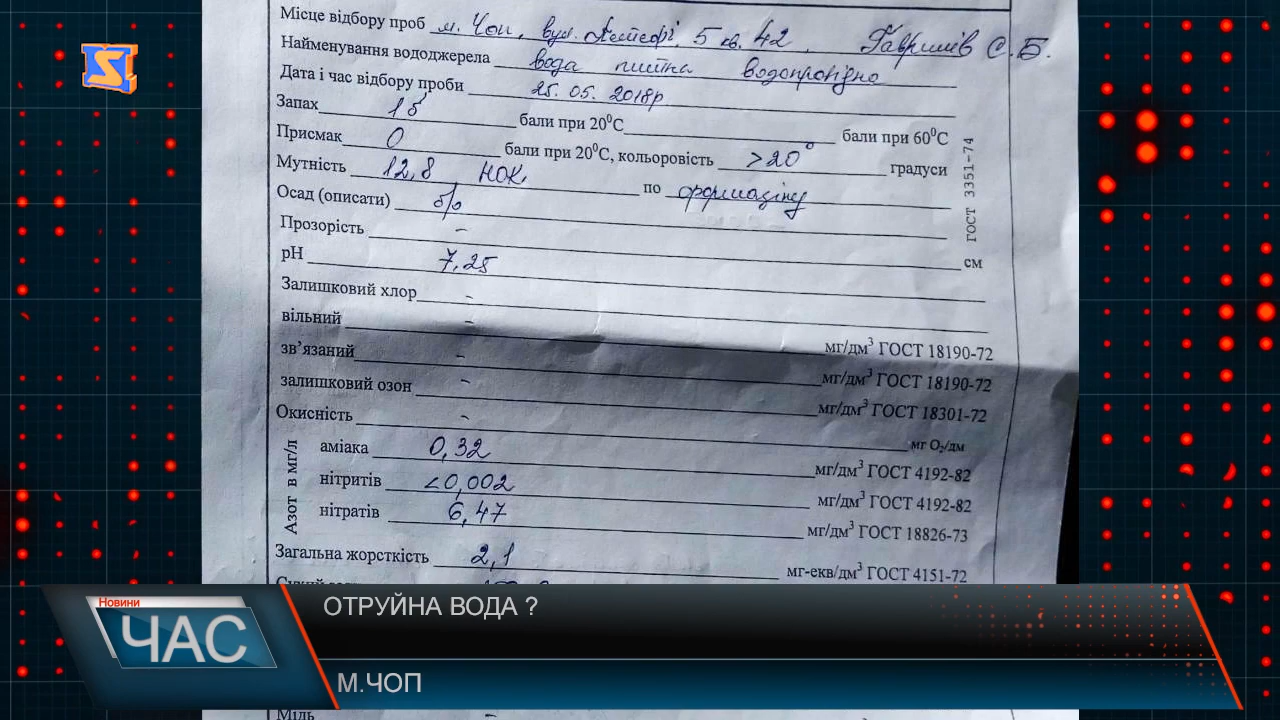 Місце відбору проб м. Чоп, вул. Петефі, 5 кв. 42 Гаврилів С.Б.
Найменування вододжерела вода питна водопровідна
Дата і час відбору проби 25.05.2018р
Запах 1б бали при 20⁰С бали при 60⁰С
Присмак 0 бали при 20⁰С, кольоровість >20° градуси
Мутність 12,8 НОК по формазіну
ГОСТ 3351-74
Осад (описати) б/о
Прозорість - см
рН 7,25
Залишковий хлор -
вільний - мг/дм³ ГОСТ 18190-72
зв’язаний - мг/дм³ ГОСТ 18190-72
залишковий озон - мг/дм³ ГОСТ 18301-72
Окисність - мг О₂/дм
Азот в мг/л
аміака 0,32 мг/дм³ ГОСТ 4192-82
нітритів <0,002 мг/дм³ ГОСТ 4192-82
нітратів 6,47 мг/дм³ ГОСТ 18826-73
Загальна жорсткість 2,1 мг-екв/дм³ ГОСТ 4151-72
Новини
ЧАС
ОТРУЙНА ВОДА ?
М.ЧОП
Мідь -